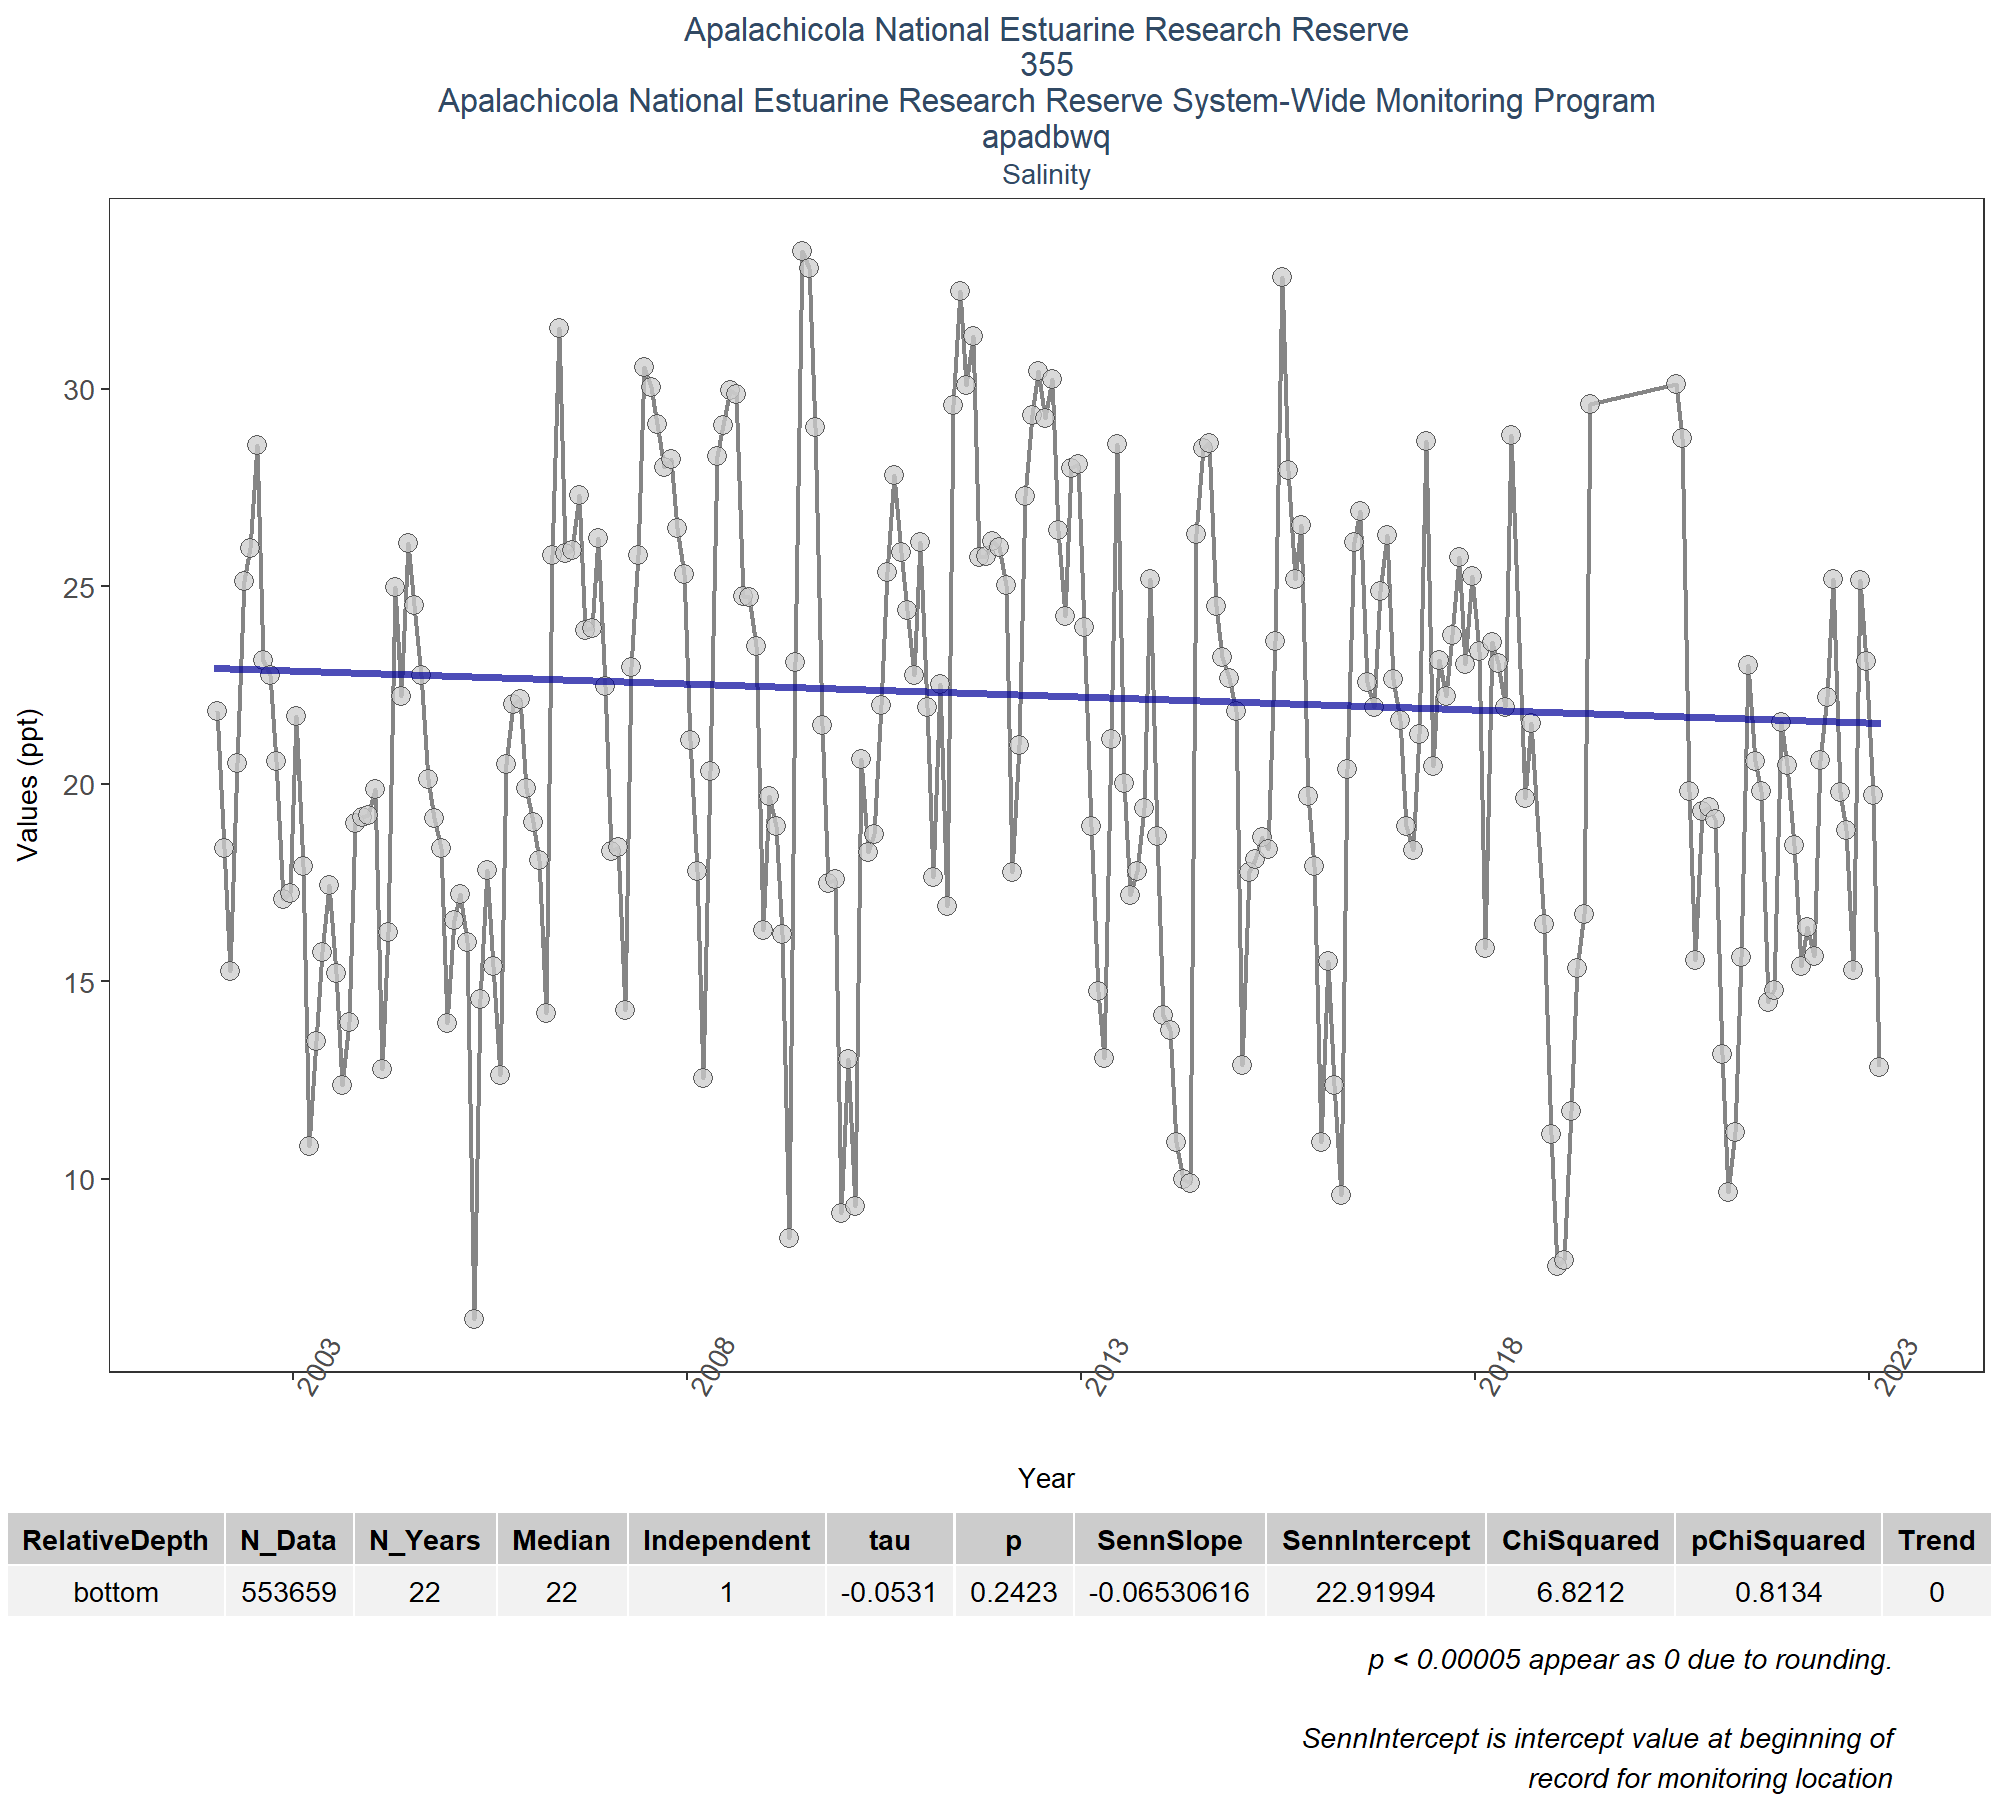 Apalachicola National Estuarine Research Reserve
355
Apalachicola National Estuarine Research Reserve System-Wide Monitoring Program
apadbwq
Salinity
Values (ppt)
30
25
20
15
10
2003
2008
2013
2018
2023
Year
RelativeDepth N_Data N_Years Median Independent tau p SennSlope SennIntercept ChiSquared pChiSquared Trend
bottom 553659 22 22 1 -0.0531 0.2423 -0.06530616 22.91994 6.8212 0.8134 0
p < 0.00005 appear as 0 due to rounding.
SennIntercept is intercept value at beginning of
record for monitoring location